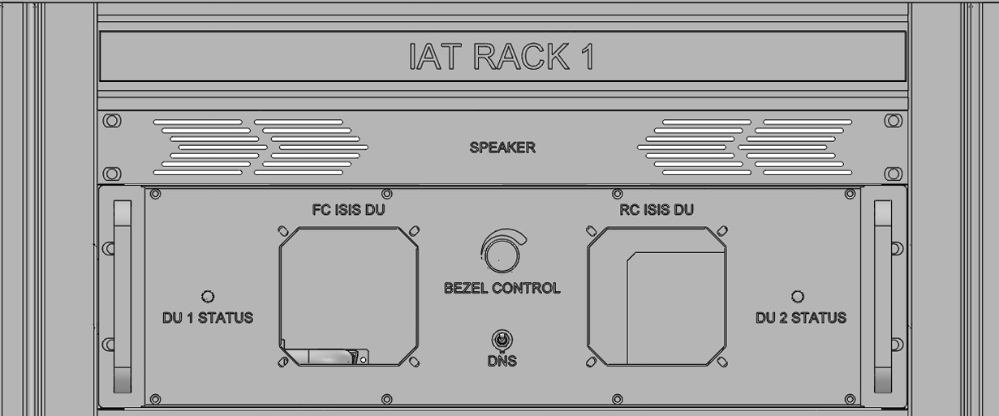 IAT RACK 1
SPEAKER
FC ISIS DU
RC ISIS DU
BEZEL CONTROL
DU 1 STATUS
DU 2 STATUS
DNS